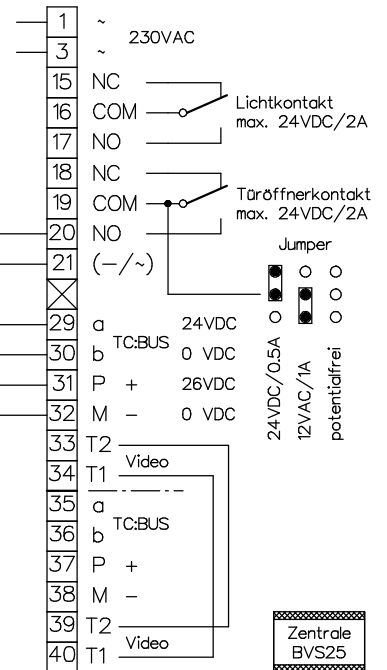 1 ~
230VAC
3 ~
15 NC
16 COM
Lichtkontakt
max. 24VDC/2A
17 NO
18 NC
19 COM
Türöffnerkontakt
max. 24VDC/2A
20 NO
21 (-/~)
Jumper
24VDC/0.5A
12VAC/1A
potentialfrei
29 a 24VDC
TC:BUS
30 b 0 VDC
31 P + 26VDC
32 M - 0 VDC
33 T2
Video
34 T1
35 a
TC:BUS
36 b
37 P +
38 M -
39 T2
Video
40 T1
Zentrale
BVS25